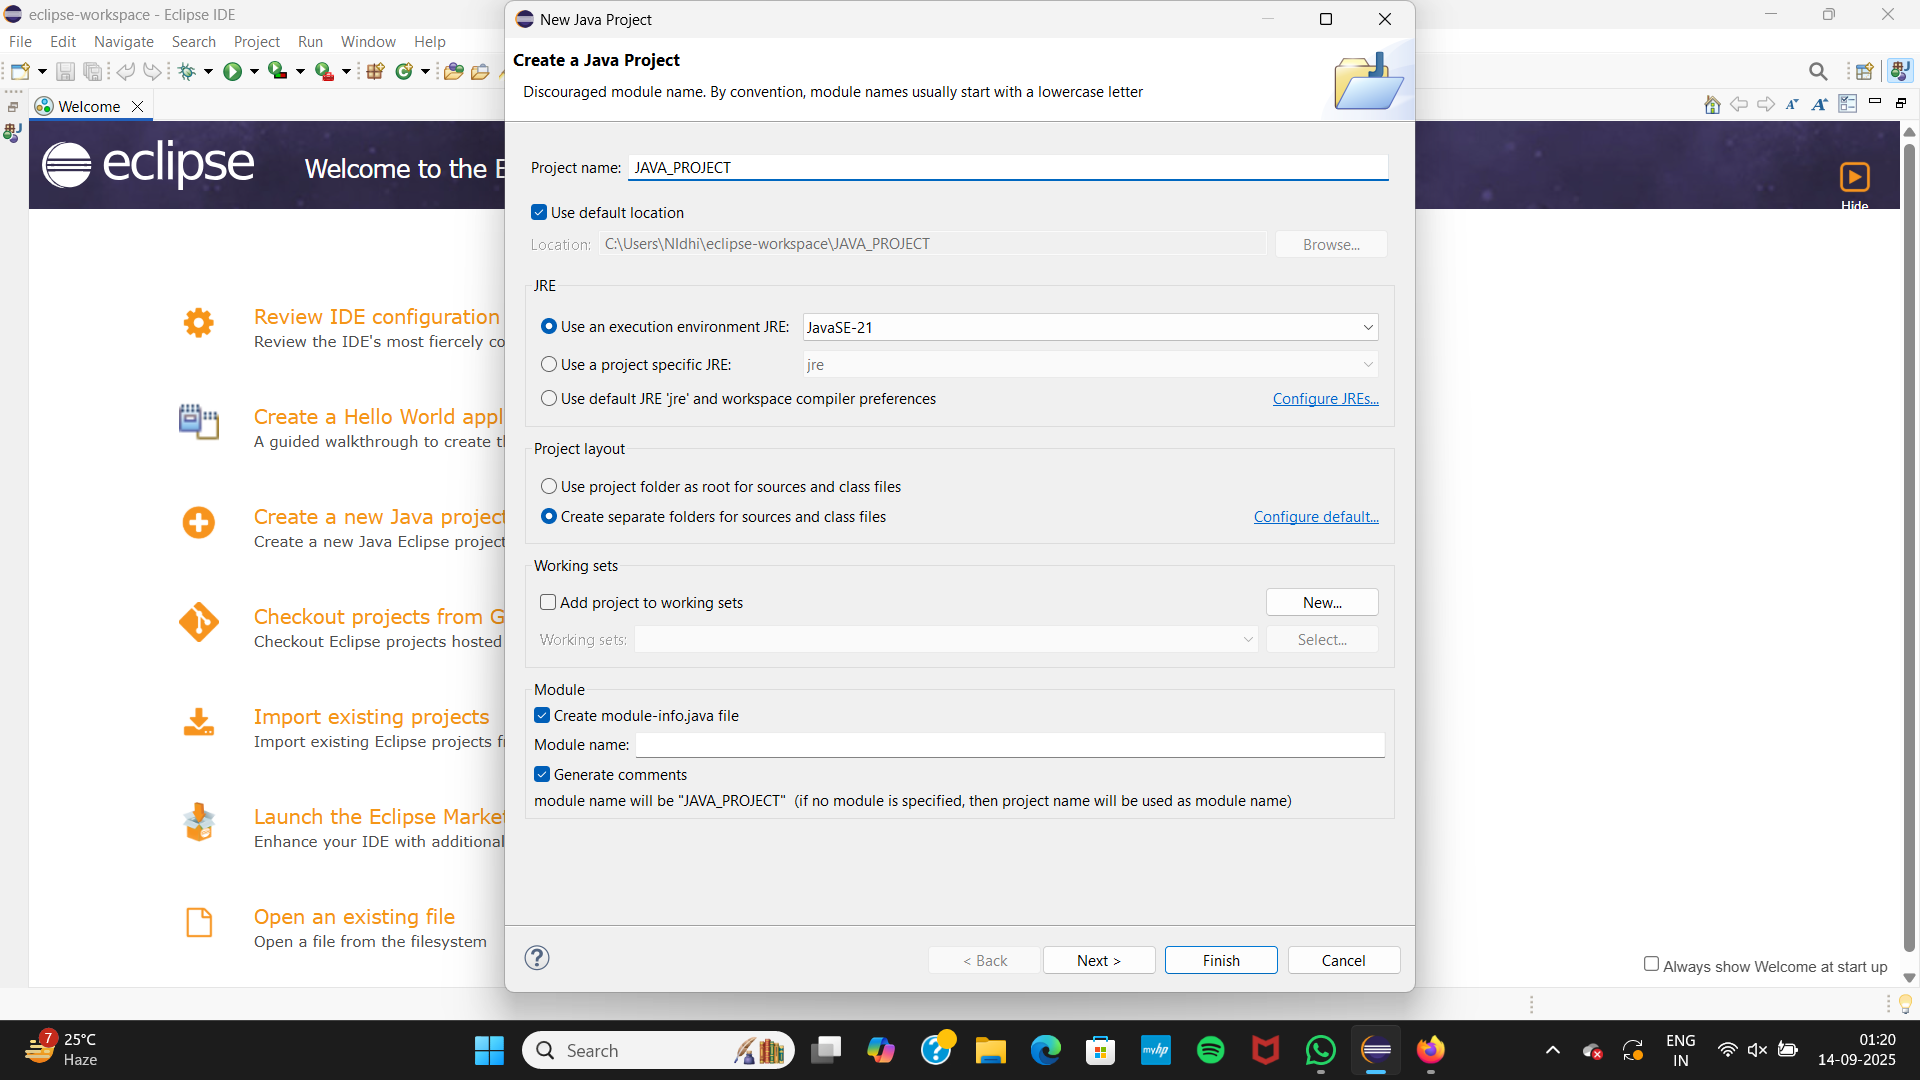 eclipse-workspace - Eclipse IDE
File Edit Navigate Search Project Run Window Help
Welcome
eclipse
Welcome to the E
Hide
Review IDE configuration
Review the IDE's most fiercely co
Create a Hello World appl
A guided walkthrough to create th
Create a new Java project
Create a new Java Eclipse project
Checkout projects from G
Checkout Eclipse projects hosted
Import existing projects
Import existing Eclipse projects fr
Launch the Eclipse Market
Enhance your IDE with additional
Open an existing file
Open a file from the filesystem
Always show Welcome at start up
New Java Project
Create a Java Project
Discouraged module name. By convention, module names usually start with a lowercase letter
Project name: JAVA_PROJECT
Use default location
Location: C:\Users\NIdhi\eclipse-workspace\JAVA_PROJECT Browse...
JRE
Use an execution environment JRE: JavaSE-21
Use a project specific JRE: jre
Use default JRE 'jre' and workspace compiler preferences Configure JREs...
Project layout
Use project folder as root for sources and class files
Create separate folders for sources and class files Configure default...
Working sets
Add project to working sets New...
Working sets: Select...
Module
Create module-info.java file
Module name:
Generate comments
module name will be "JAVA_PROJECT" (if no module is specified, then project name will be used as module name)
< Back Next > Finish Cancel
7
25°C
Haze
Search
myhp
ENG
IN
01:20
14-09-2025